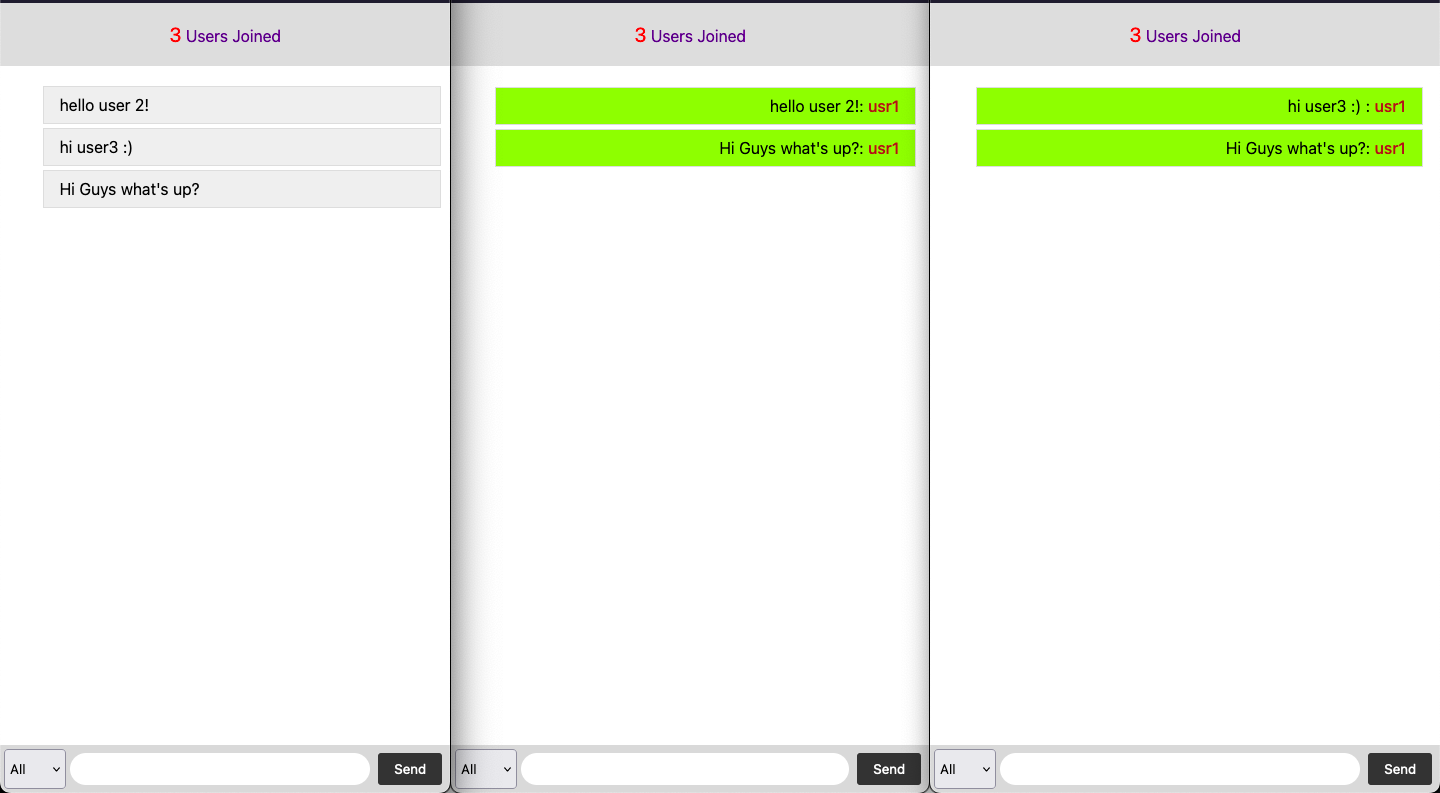 3 Users Joined
hello user 2!
hi user3 :)
Hi Guys what's up?
All
Send
3 Users Joined
hello user 2!: usr1
Hi Guys what's up?: usr1
All
Send
3 Users Joined
hi user3 :) : usr1
Hi Guys what's up?: usr1
All
Send